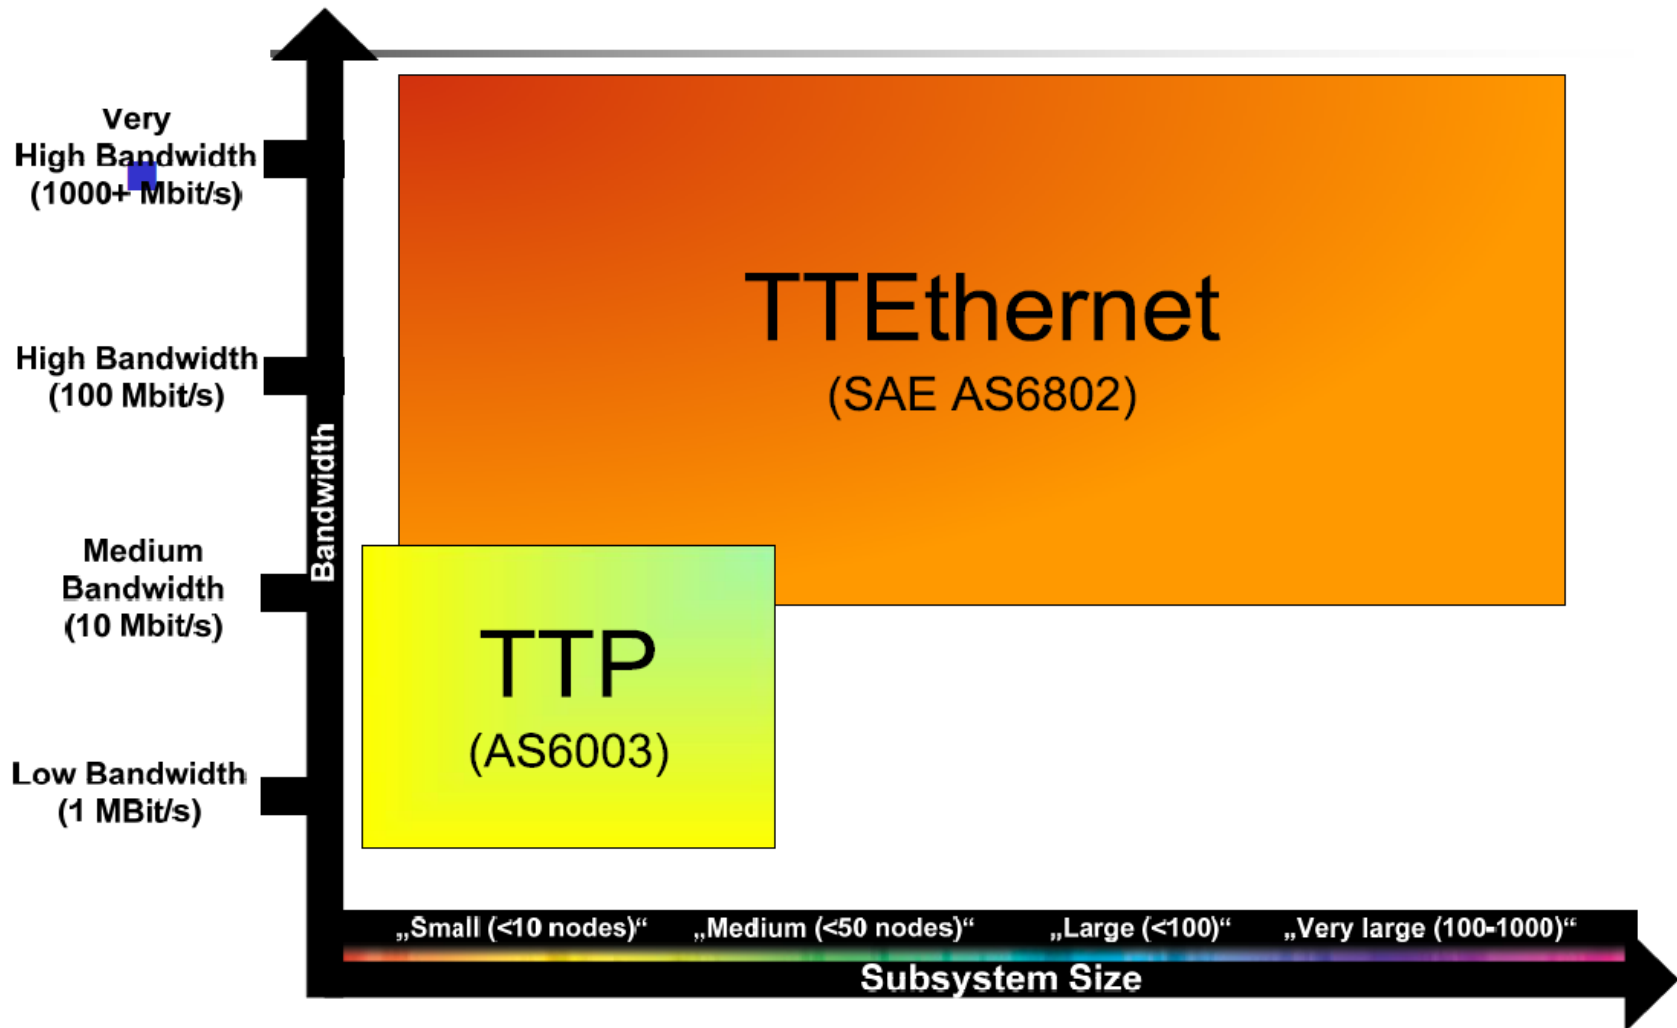 Very
High Bandwidth
(1000+ Mbit/s)
High Bandwidth
(100 Mbit/s)
Medium
Bandwidth
(10 Mbit/s)
Low Bandwidth
(1 MBit/s)
Bandwidth
TTEthernet
(SAE AS6802)
TTP
(AS6003)
„Small (<10 nodes)“ „Medium (<50 nodes)“ „Large (<100)“ „Very large (100-1000)“
Subsystem Size